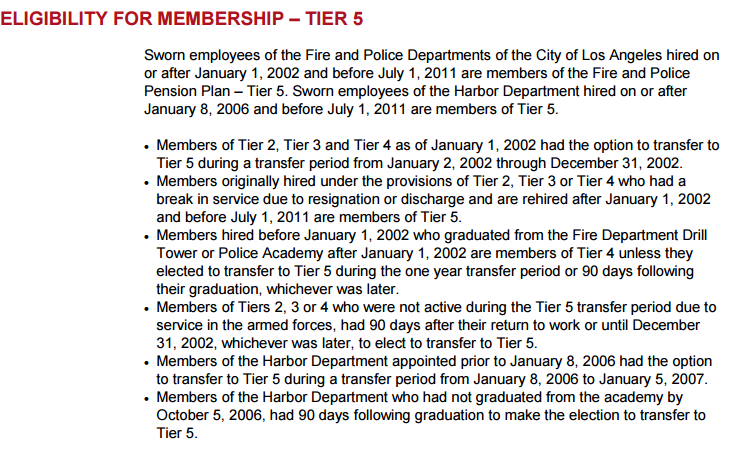 ELIGIBILITY FOR MEMBERSHIP – TIER 5
Sworn employees of the Fire and Police Departments of the City of Los Angeles hired on
or after January 1, 2002 and before July 1, 2011 are members of the Fire and Police
Pension Plan – Tier 5. Sworn employees of the Harbor Department hired on or after
January 8, 2006 and before July 1, 2011 are members of Tier 5.
• Members of Tier 2, Tier 3 and Tier 4 as of January 1, 2002 had the option to transfer to
Tier 5 during a transfer period from January 2, 2002 through December 31, 2002.
• Members originally hired under the provisions of Tier 2, Tier 3 or Tier 4 who had a
break in service due to resignation or discharge and are rehired after January 1, 2002
and before July 1, 2011 are members of Tier 5.
• Members hired before January 1, 2002 who graduated from the Fire Department Drill
Tower or Police Academy after January 1, 2002 are members of Tier 4 unless they
elected to transfer to Tier 5 during the one year transfer period or 90 days following
their graduation, whichever was later.
• Members of Tiers 2, 3 or 4 who were not active during the Tier 5 transfer period due to
service in the armed forces, had 90 days after their return to work or until December
31, 2002, whichever was later, to elect to transfer to Tier 5.
• Members of the Harbor Department appointed prior to January 8, 2006 had the option
to transfer to Tier 5 during a transfer period from January 8, 2006 to January 5, 2007.
• Members of the Harbor Department who had not graduated from the academy by
October 5, 2006, had 90 days following graduation to make the election to transfer to
Tier 5.